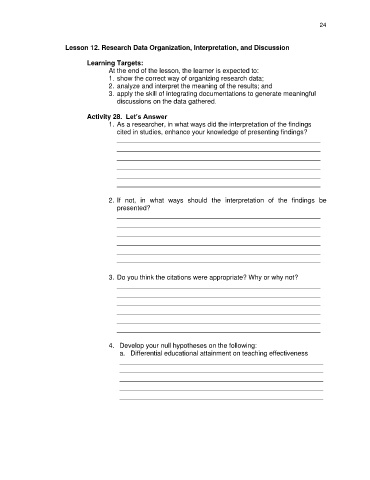 24
Lesson 12. Research Data Organization, Interpretation, and Discussion
Learning Targets:
At the end of the lesson, the learner is expected to:
1. show the correct way of organizing research data;
2. analyze and interpret the meaning of the results; and
3. apply the skill of integrating documentations to generate meaningful
discussions on the data gathered.
Activity 28. Let's Answer
1. As a researcher, in what ways did the interpretation of the findings
cited in studies, enhance your knowledge of presenting findings?
2. If not, in what ways should the interpretation of the findings be
presented?
3. Do you think the citations were appropriate? Why or why not?
4. Develop your null hypotheses on the following:
a. Differential educational attainment on teaching effectiveness